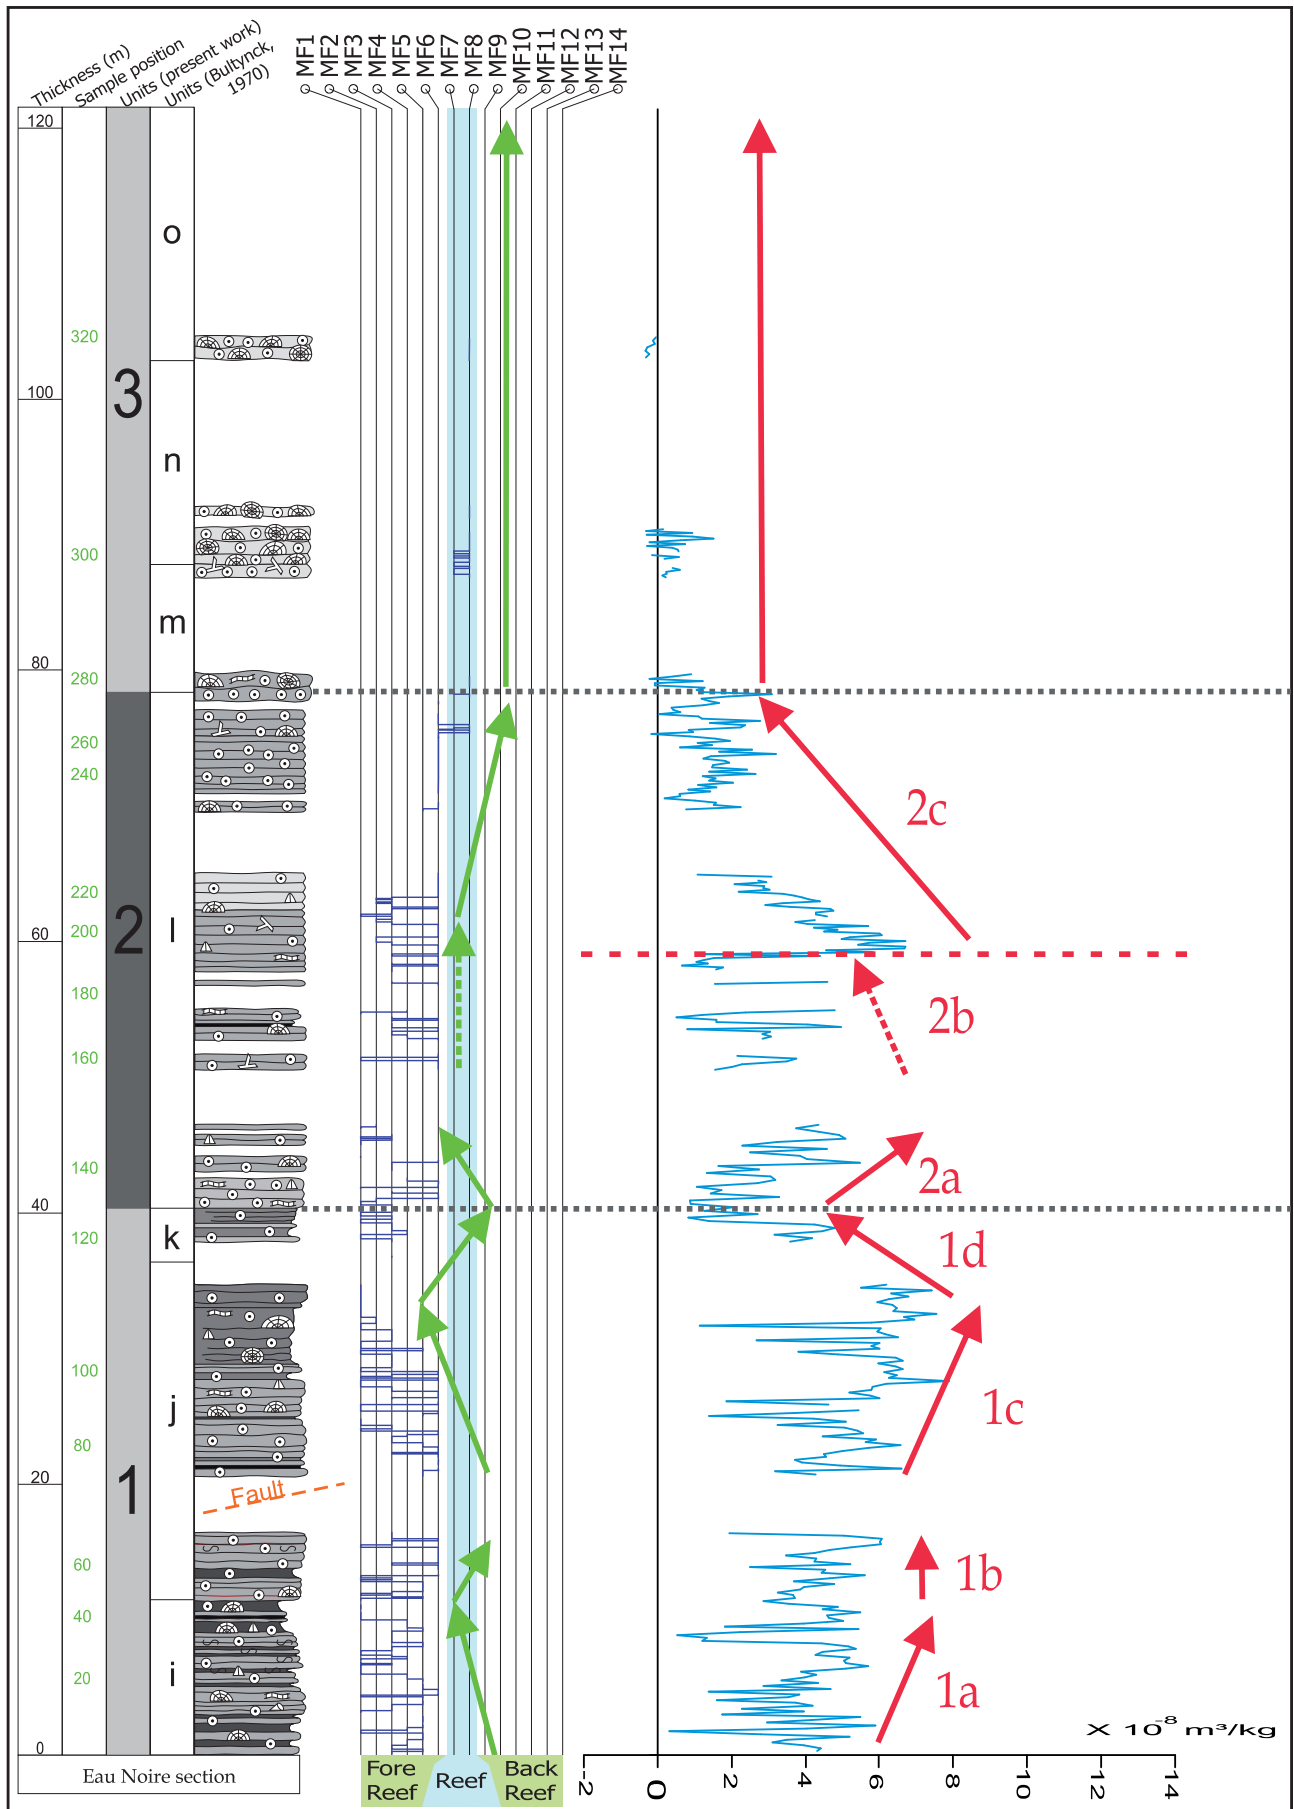 Thickness (m)
Sample position
Units (present work)
Units (Bultynck,
1970)
MF1
MF2
MF3
MF4
MF5
MF6
MF7
MF8
MF9
MF10
MF11
MF12
MF13
MF14
120
100
80
60
40
20
0
320
300
280
260
240
220
200
180
160
140
120
100
80
60
40
20
3
2
1
o
n
m
l
k
j
i
Fault
2c
2b
2a
1d
1c
1b
1a
X 10-8 m³/kg
Eau Noire section
Fore
Reef
Reef
Back
Reef
-2
0
2
4
6
8
10
12
14